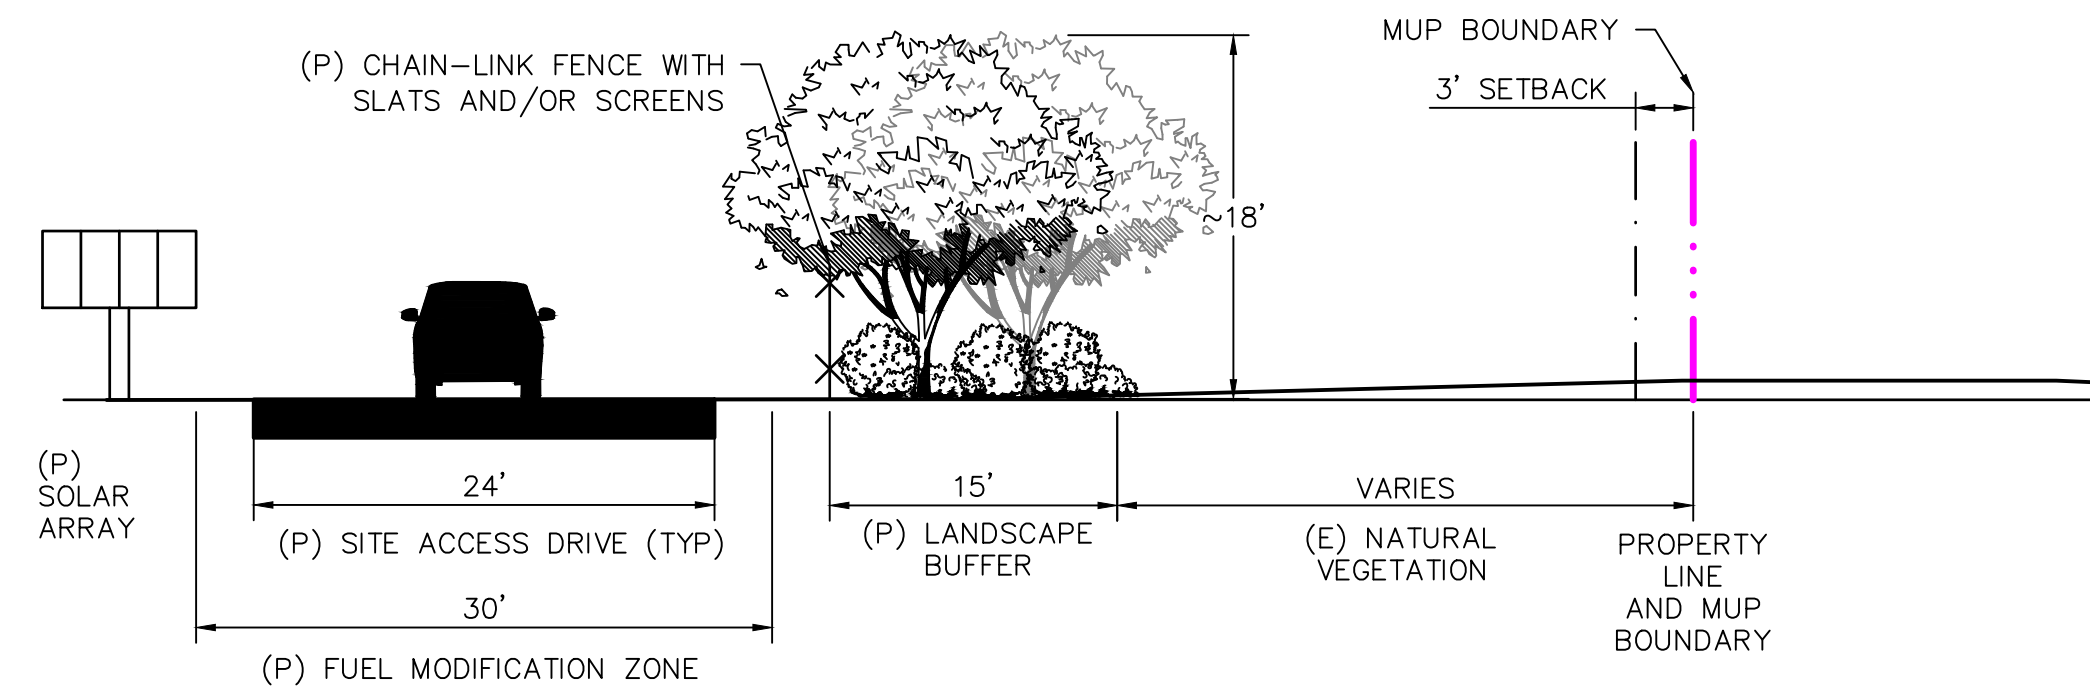 MUP BOUNDARY
(P) CHAIN-LINK FENCE WITH
SLATS AND/OR SCREENS
3' SETBACK
~18'
(P)
SOLAR
ARRAY
24'
(P) SITE ACCESS DRIVE (TYP)
30'
(P) FUEL MODIFICATION ZONE
15'
(P) LANDSCAPE
BUFFER
VARIES
(E) NATURAL
VEGETATION
PROPERTY
LINE
AND MUP
BOUNDARY